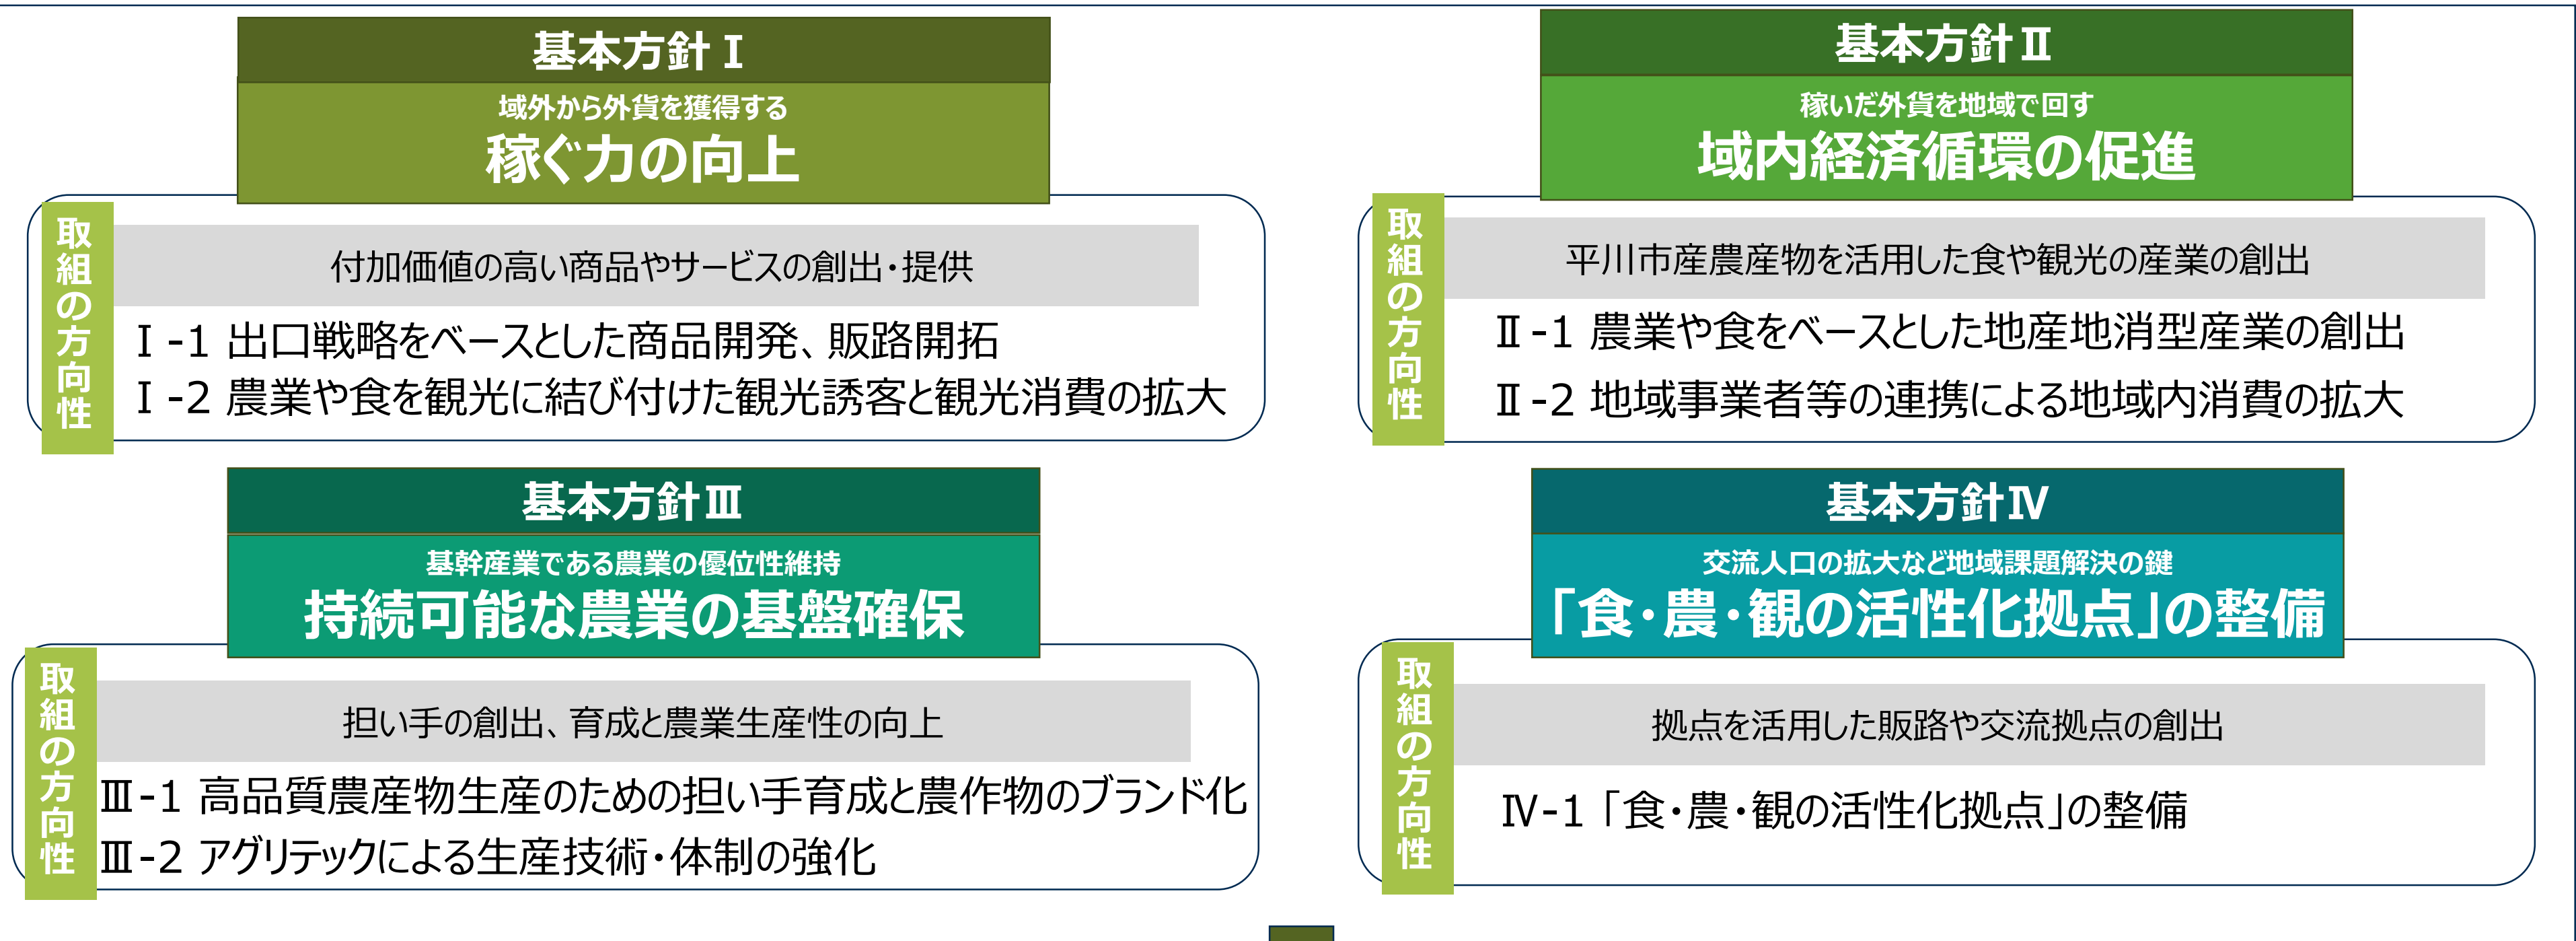 基本方針Ⅰ
域外から外貨を獲得する
稼ぐ力の向上
取組の方向性
付加価値の高い商品やサービスの創出・提供
Ⅰ-1 出口戦略をベースとした商品開発、販路開拓
Ⅰ-2 農業や食を観光に結び付けた観光誘客と観光消費の拡大
基本方針Ⅱ
稼いだ外貨を地域で回す
域内経済循環の促進
取組の方向性
平川市産農産物を活用した食や観光の産業の創出
Ⅱ-1 農業や食をベースとした地産地消型産業の創出
Ⅱ-2 地域事業者等の連携による地域内消費の拡大
基本方針Ⅲ
基幹産業である農業の優位性維持
持続可能な農業の基盤確保
取組の方向性
担い手の創出、育成と農業生産性の向上
Ⅲ-1 高品質農産物生産のための担い手育成と農作物のブランド化
Ⅲ-2 アグリテックによる生産技術・体制の強化
基本方針Ⅳ
交流人口の拡大など地域課題解決の鍵
「食・農・観の活性化拠点」の整備
取組の方向性
拠点を活用した販路や交流拠点の創出
Ⅳ-1「食・農・観の活性化拠点」の整備